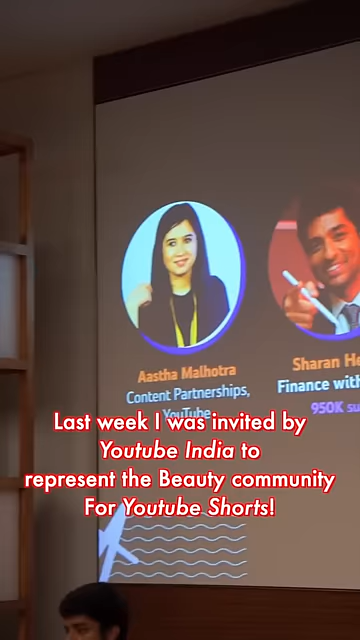 Aastha Malhotra
Content Partnerships,
YouTube
Sharan He
Finance with
950K su
Last week I was invited by
Youtube India to
represent the Beauty community
For Youtube Shorts!